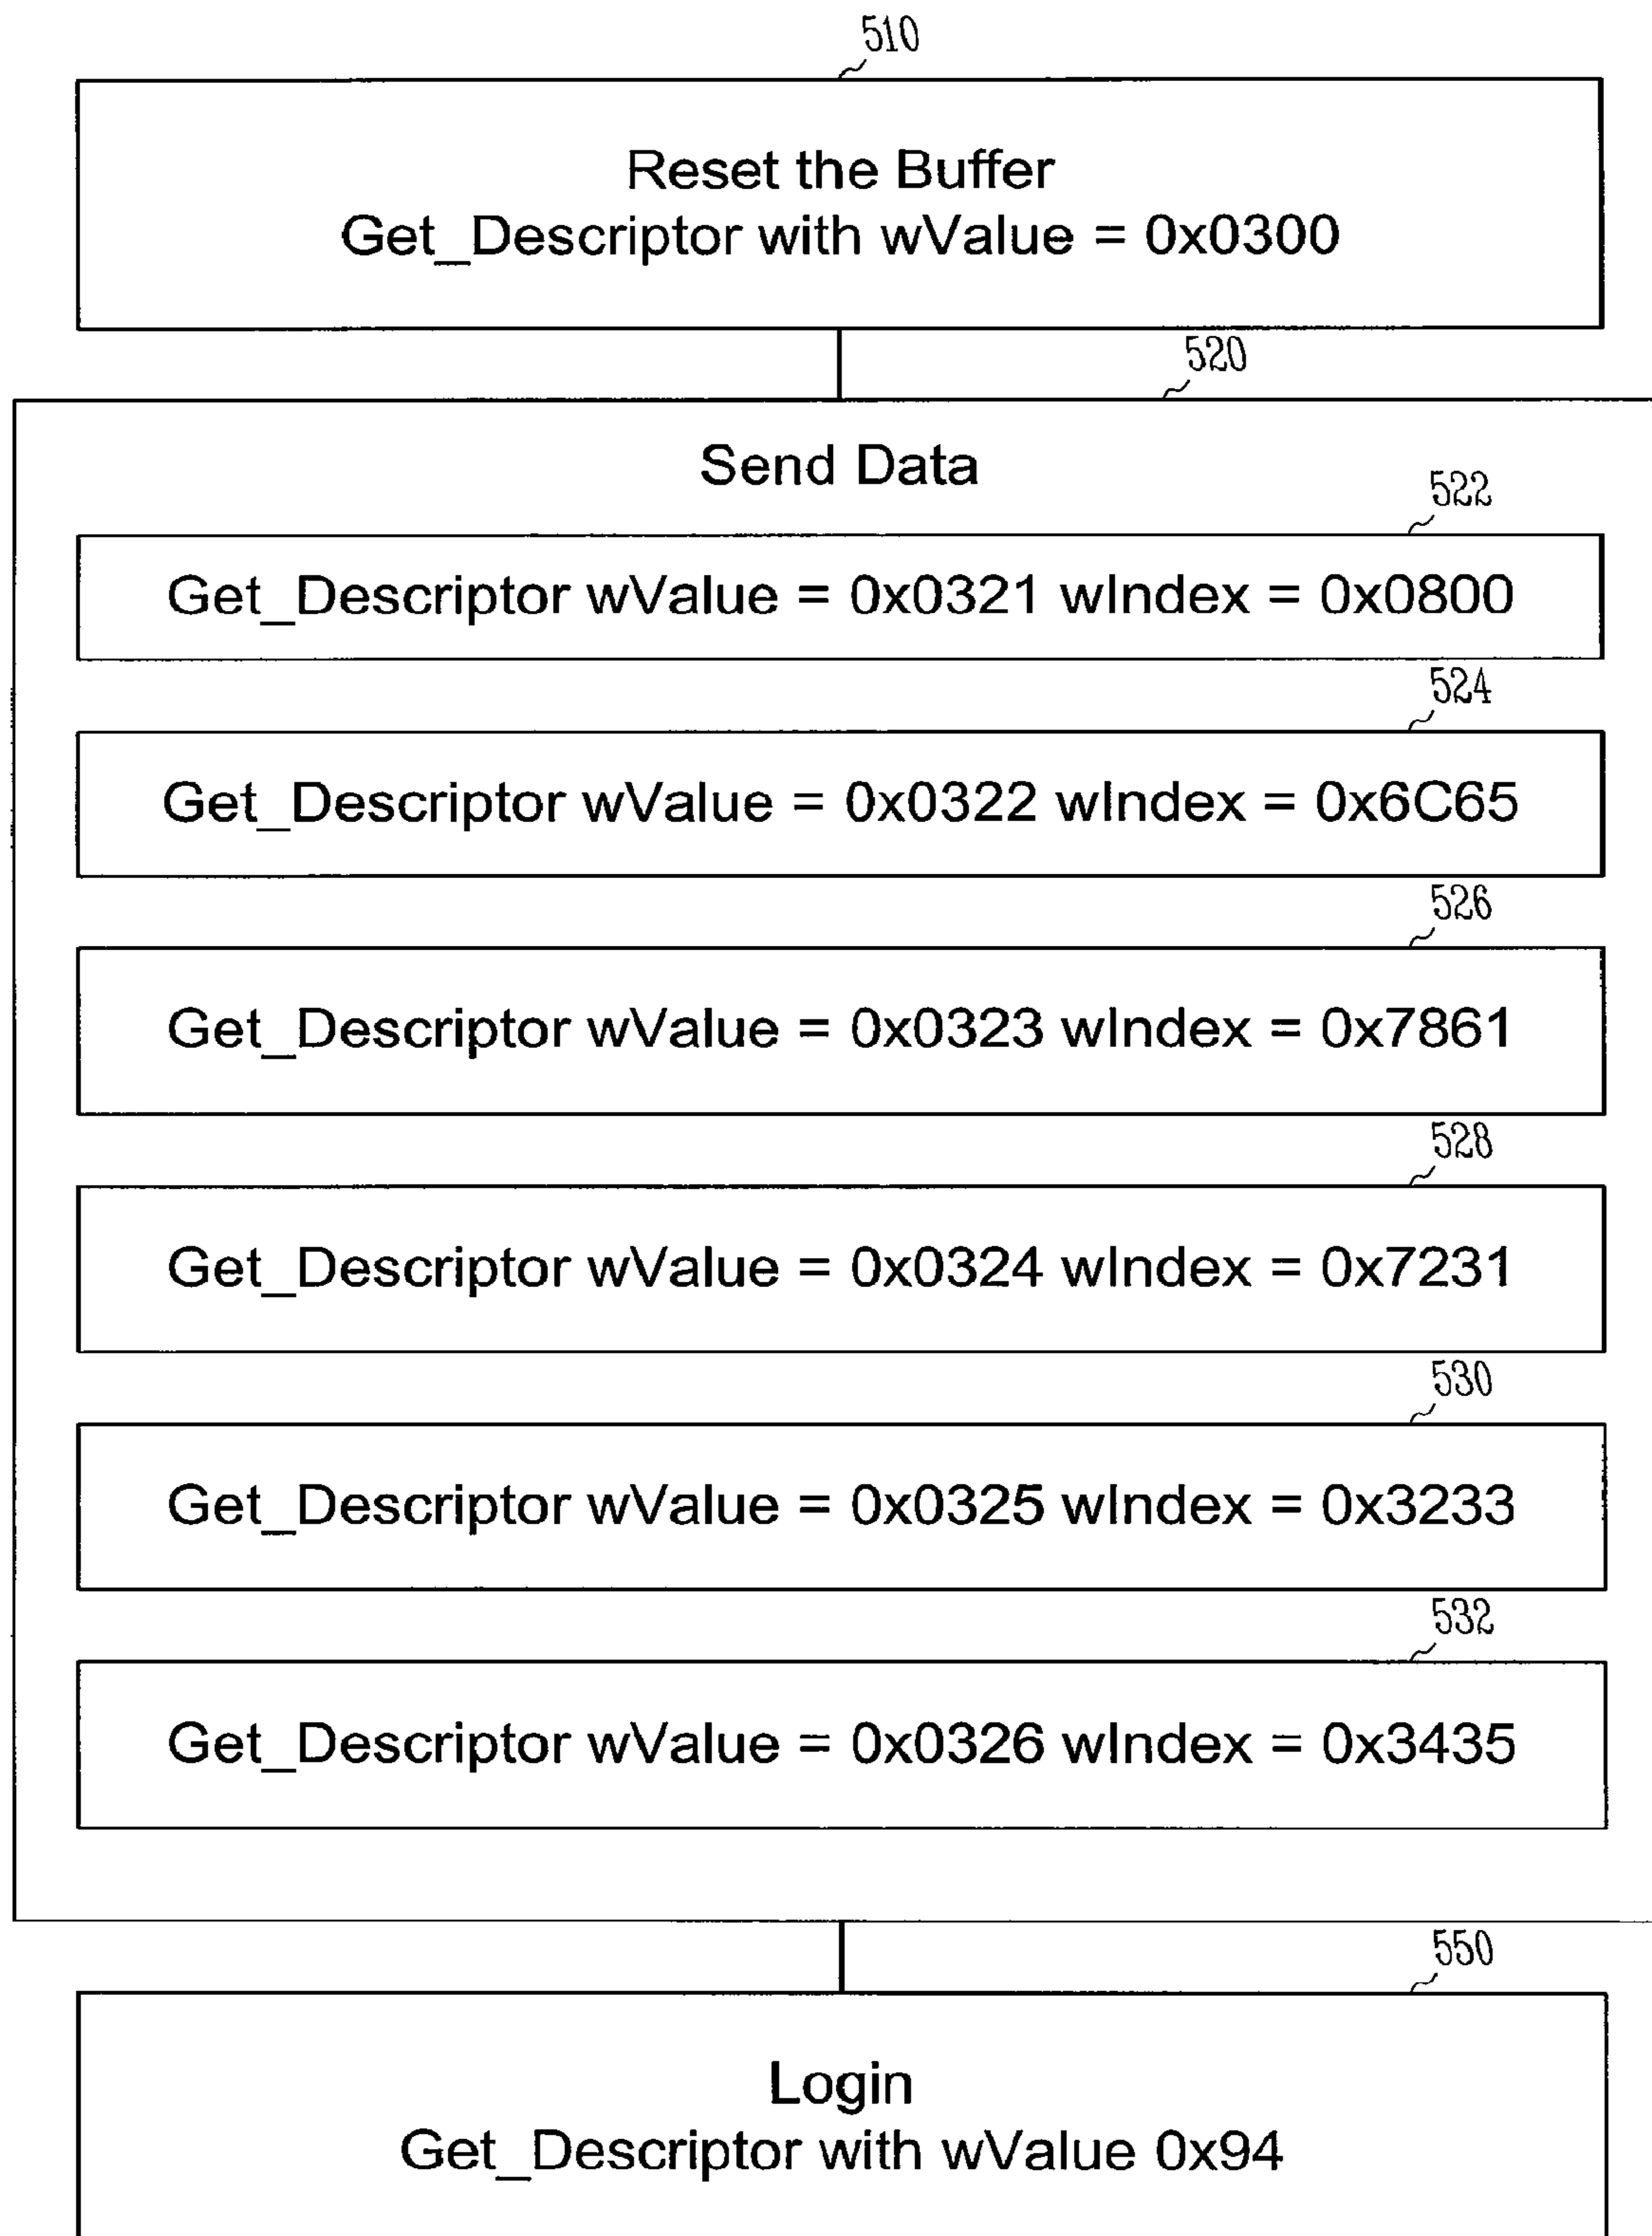 510
Reset the Buffer
Get_Descriptor with wValue = 0x0300
520
Send Data
522
Get_Descriptor wValue = 0x0321 wIndex = 0x0800
524
Get_Descriptor wValue = 0x0322 wIndex = 0x6C65
526
Get_Descriptor wValue = 0x0323 wIndex = 0x7861
528
Get_Descriptor wValue = 0x0324 wIndex = 0x7231
530
Get_Descriptor wValue = 0x0325 wIndex = 0x3233
532
Get_Descriptor wValue = 0x0326 wIndex = 0x3435
550
Login
Get_Descriptor with wValue 0x94